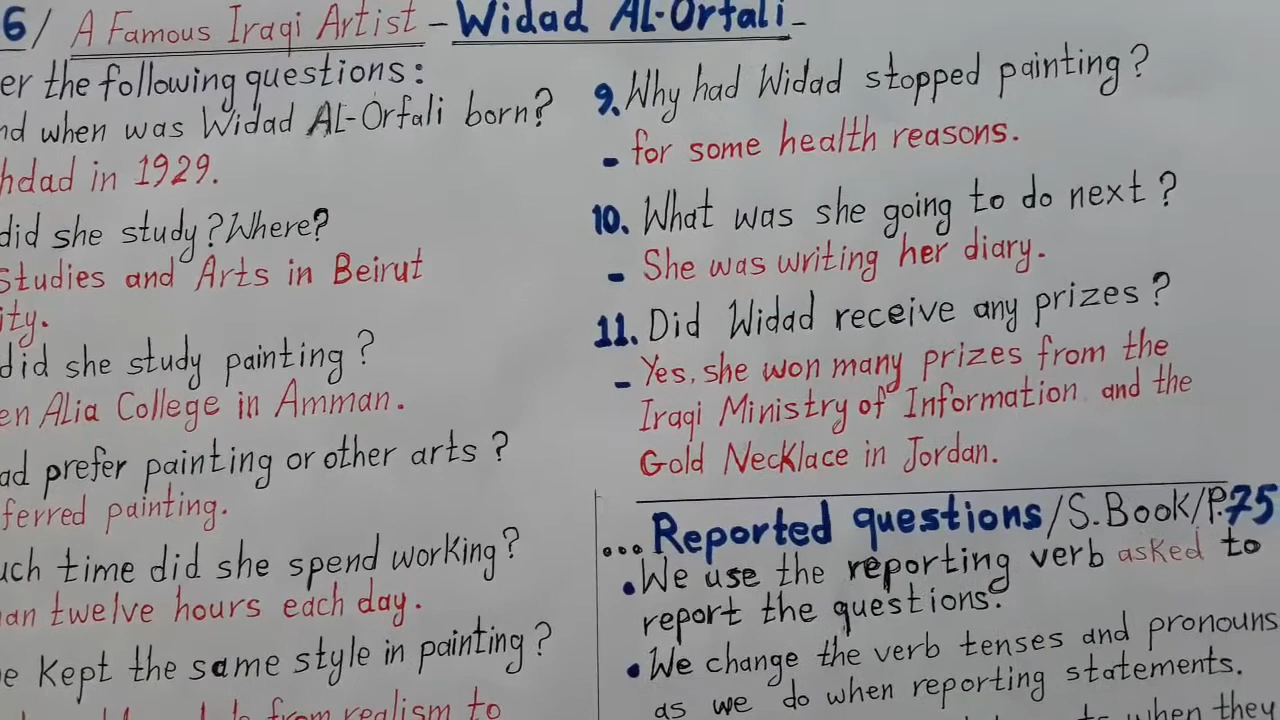 6/ A Famous Iraqi Artist - Widad AL-Orfali -
er the following questions:
nd when was Widad AL-Orfali born?
hdad in 1929.
did she study? Where?
Studies and Arts in Beirut
ity.
did she study painting?
en Alia College in Amman.
ad prefer painting or other arts?
ferred painting.
uch time did she spend working?
an twelve hours each day.
e kept the same style in painting?
from realism to
9. Why had Widad stopped painting?
- for some health reasons.
10. What was she going to do next?
- She was writing her diary.
11. Did Widad receive any prizes?
- Yes, she won many prizes from the
Iraqi Ministry of Information and the
Gold Necklace in Jordan.
... Reported questions/S.Book/P.75
• We use the reporting verb asked to
report the questions.
• We change the verb tenses and pronouns
as we do when reporting statements.
when they